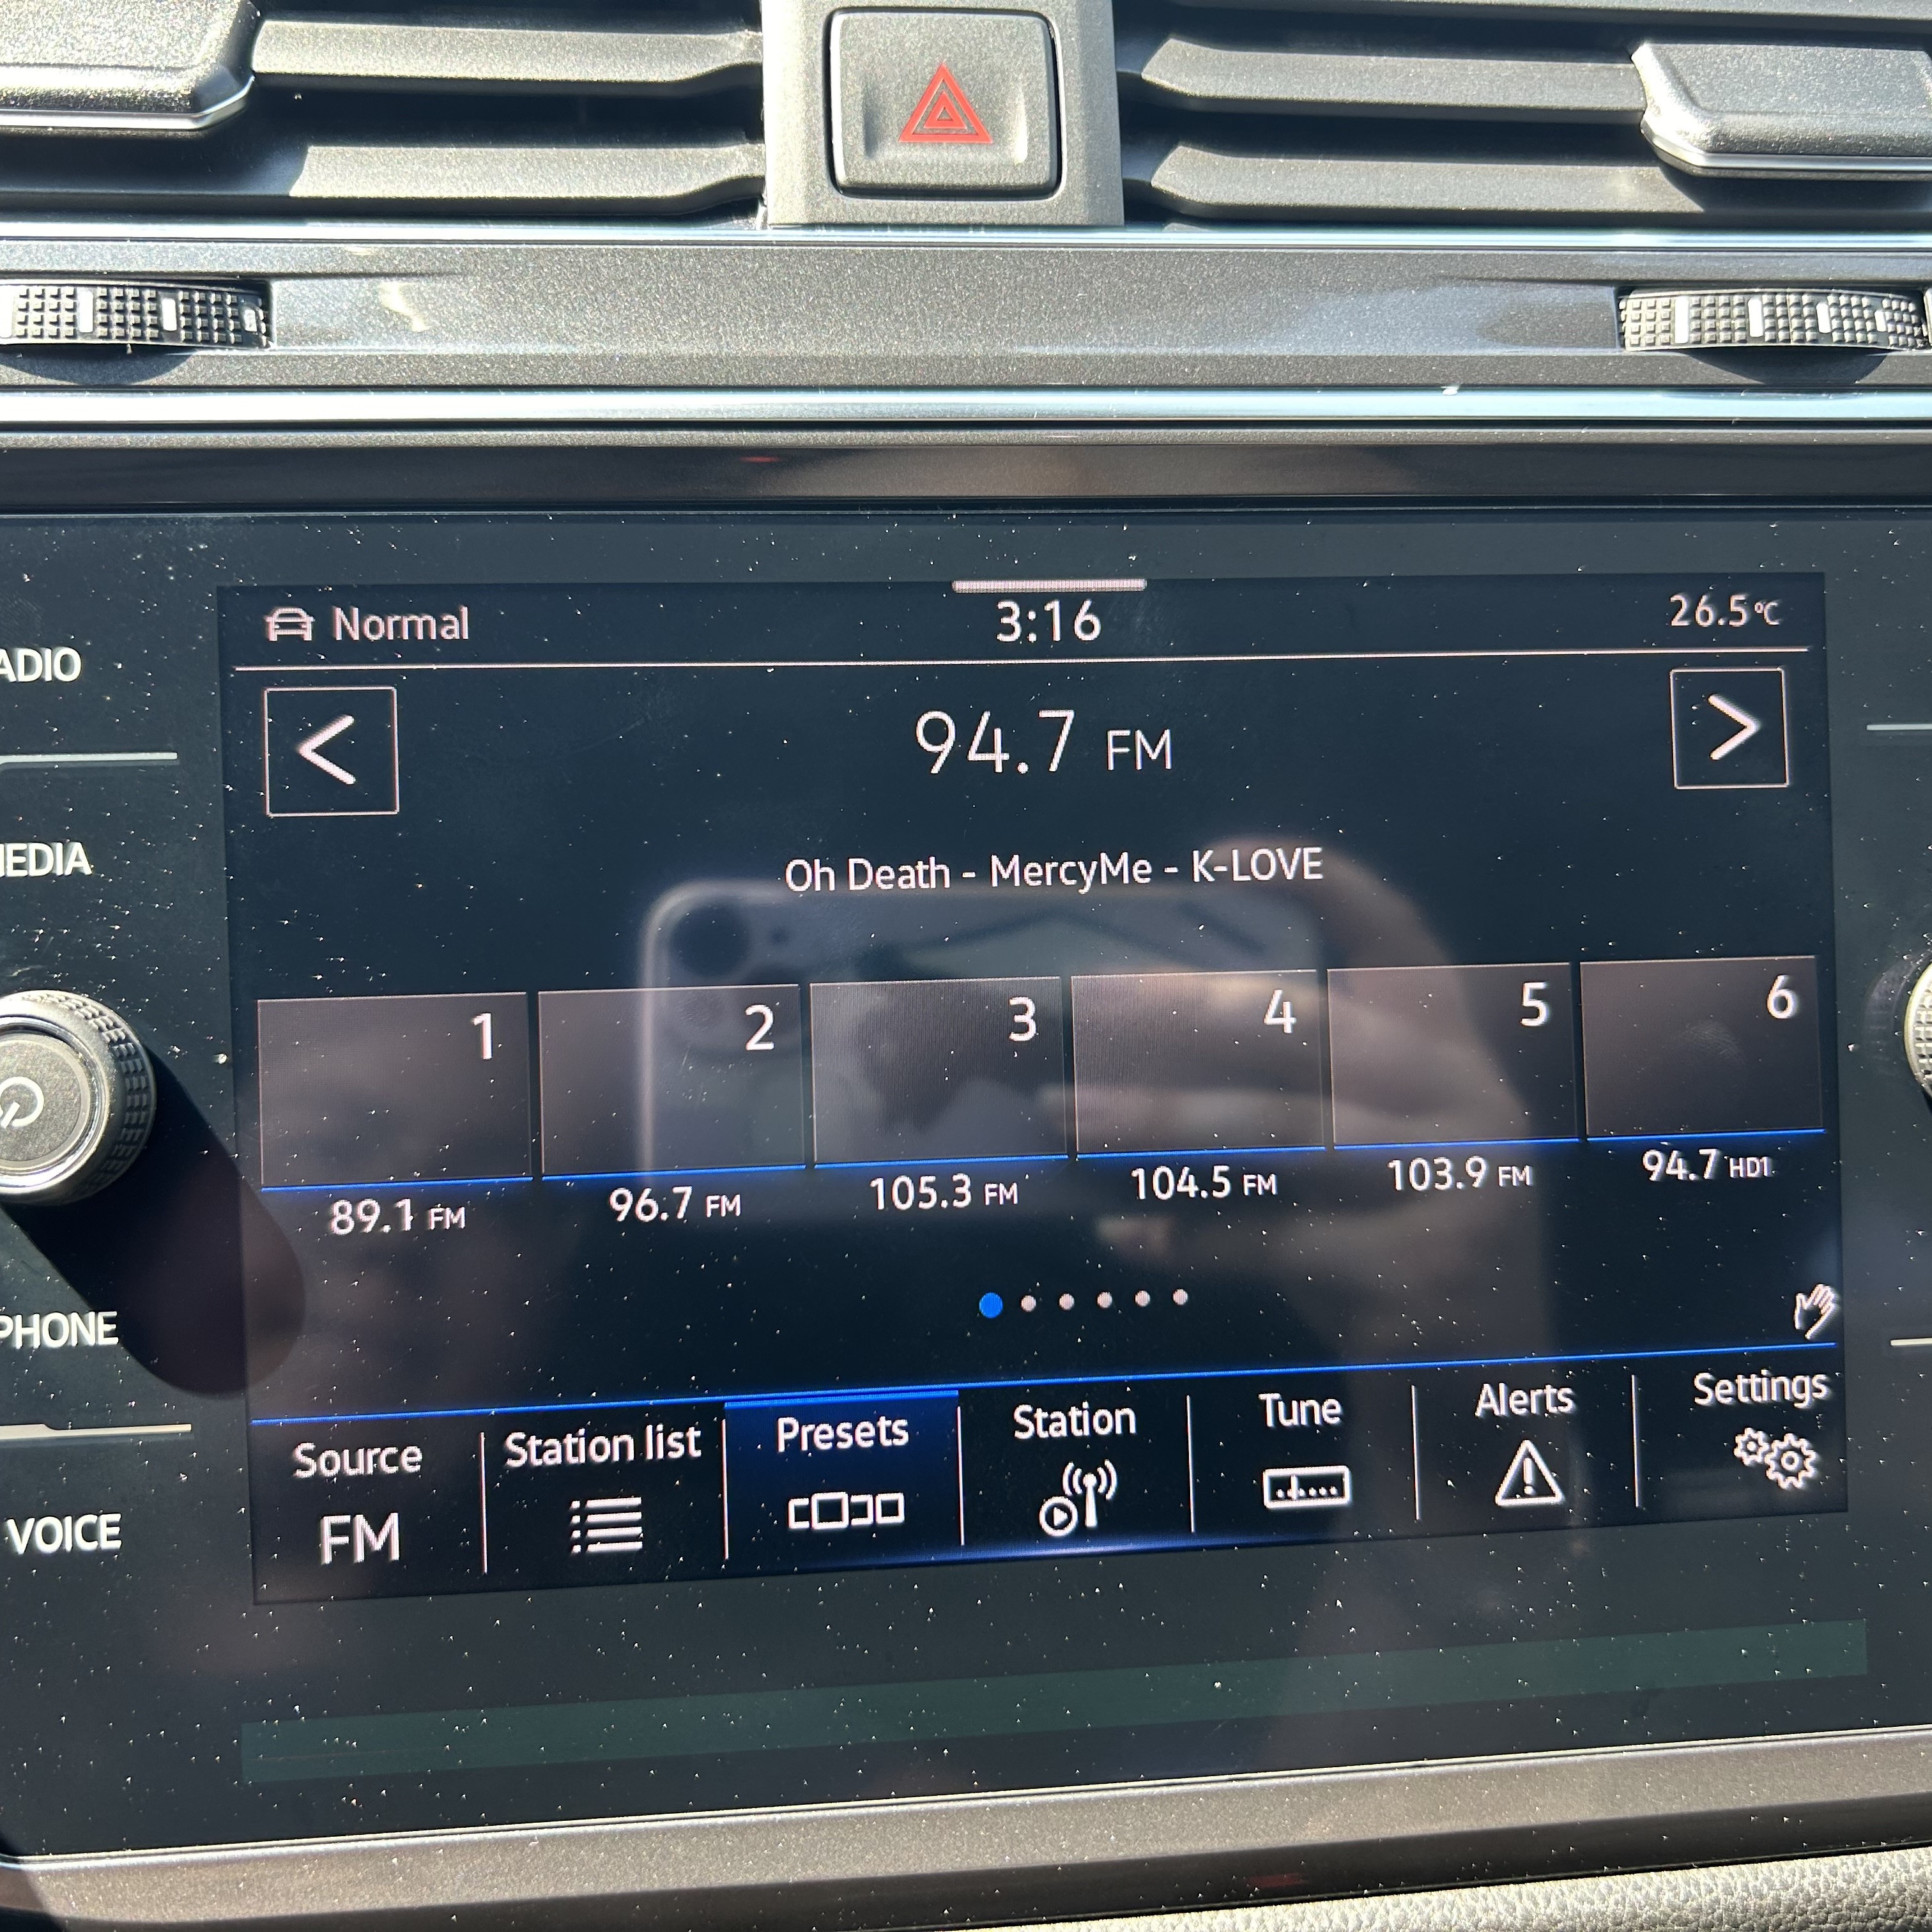 Normal
3:16
26.5°C
94.7 FM
Oh Death - MercyMe - K-LOVE
1 2 3 4 5 6
89.1 FM 96.7 FM 105.3 FM 104.5 FM 103.9 FM 94.7 HD1
Source Station list Presets Station Tune Alerts Settings
FM
ADIO
MEDIA
PHONE
VOICE